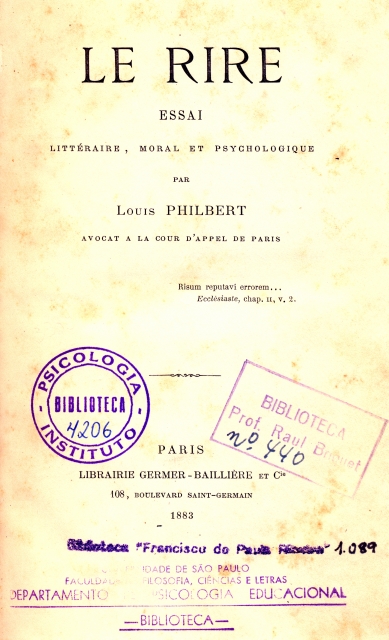 LE RIRE
ESSAI
LITTÉRAIRE, MORAL ET PSYCHOLOGIQUE
PAR
LOUIS PHILBERT
AVOCAT A LA COUR D'APPEL DE PARIS
Risum reputavi errorem...
Ecclésiaste, chap. II, v. 2.
PSICOLOGIA
BIBLIOTECA
4206
INSTITUTO
BIBLIOTECA
Prof. Raul Briquet
nº 440
PARIS
LIBRAIRIE GERMER-BAILLIÈRE ET Cie
108, BOULEVARD SAINT-GERMAIN
1883
Biblioteca "Francisco de Paula" 1.089
DE SÃO PAULO
FILOSOFIA, CIÊNCIAS E LETRAS
DEPARTAMENTO PSICOLOGIA EDUCACIONAL
—BIBLIOTECA—